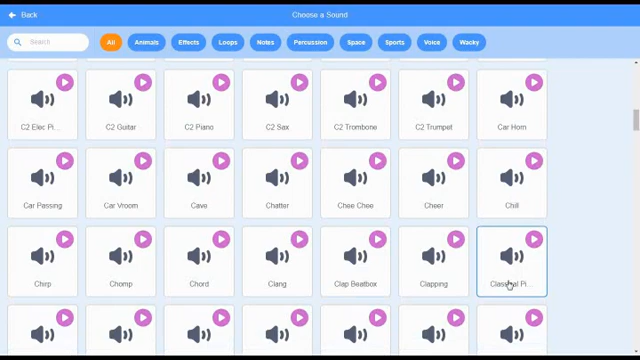 Back
Choose a Sound
Search
All
Animals
Effects
Loops
Notes
Percussion
Space
Sports
Voice
Wacky
C2 Elec Pi...
C2 Guitar
C2 Piano
C2 Sax
C2 Trombone
C2 Trumpet
Car Horn
Car Passing
Car Vroom
Cave
Chatter
Chee Chee
Cheer
Chill
Chirp
Chomp
Chord
Clang
Clap Beatbox
Clapping
Classical Pi...